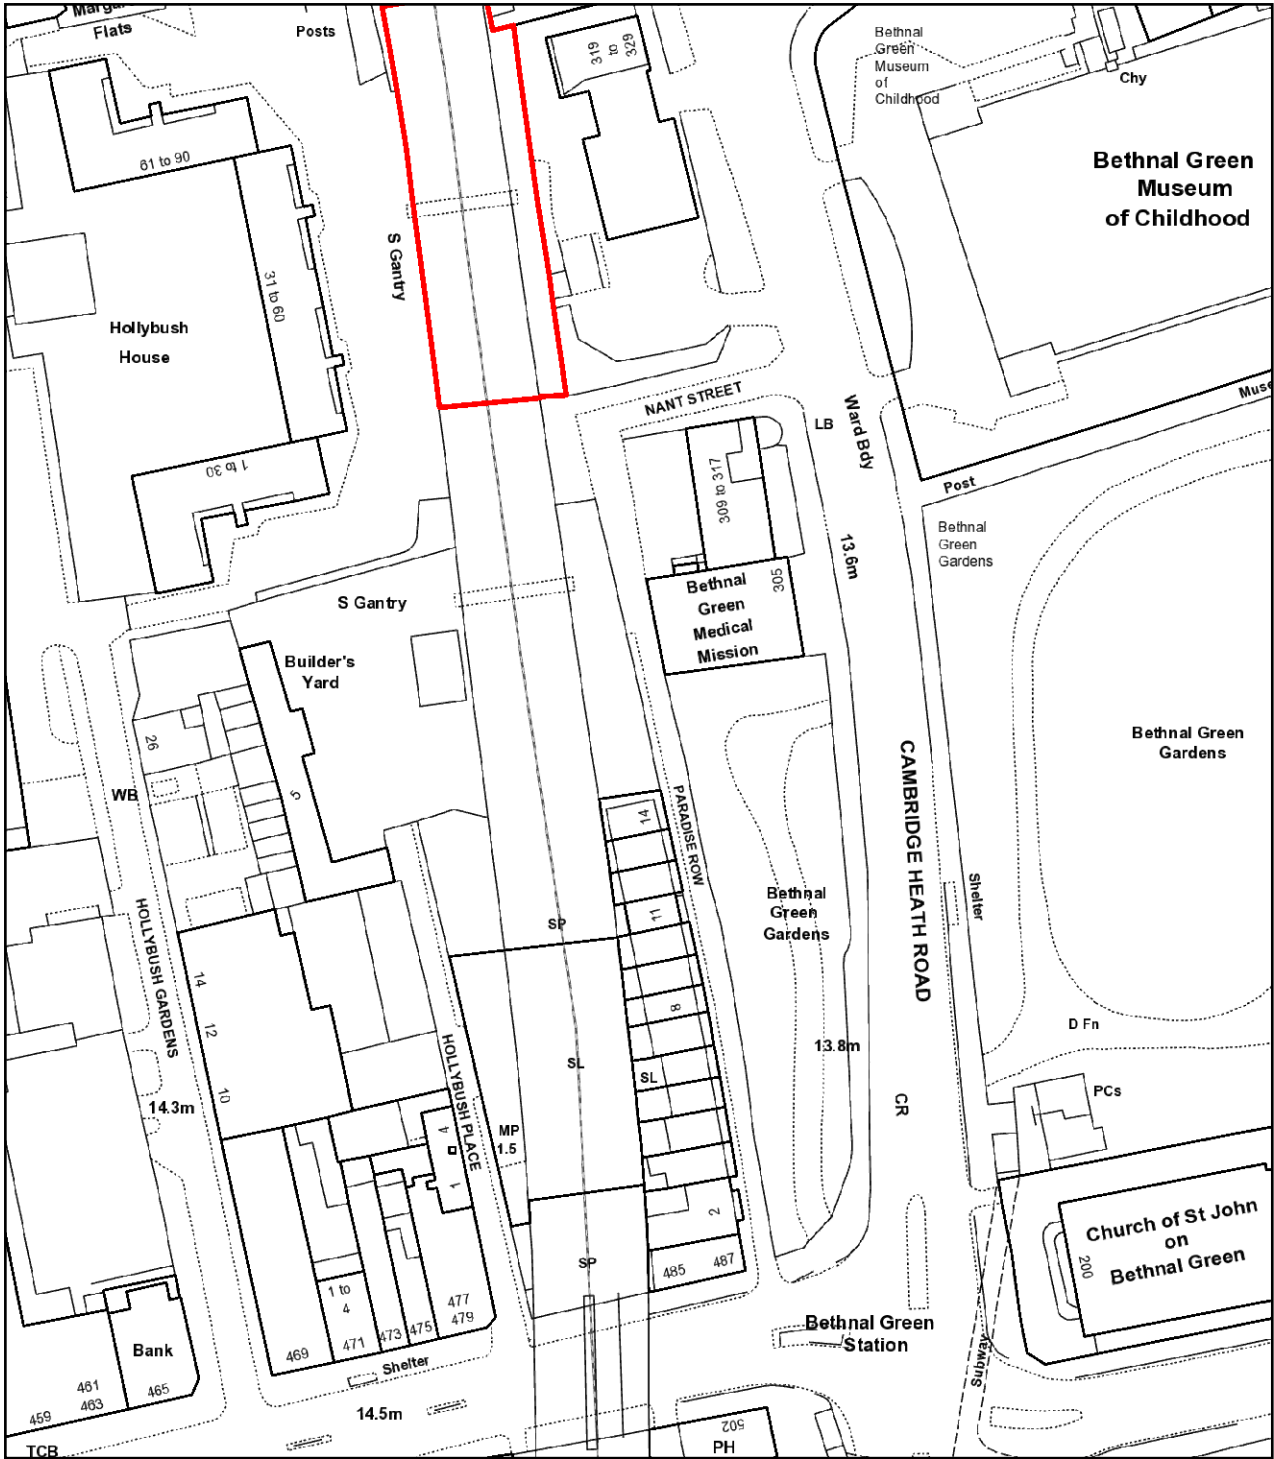 Flats
Posts
319
to
329
Bethnal
Green
Museum
of
Childhood
Chy
61 to 90
Bethnal Green
Museum
of Childhood
S Gantry
31 to 60
Hollybush
House
NANT STREET
LB
Ward Bdy
1 to 30
309 to 317
Post
Bethnal
Green
Gardens
13.6m
S Gantry
305
Bethnal
Green
Medical
Mission
Builder's
Yard
26
WB
5
Bethnal Green
Gardens
CAMBRIDGE HEATH ROAD
PARADISE ROW
14
11
8
2
Bethnal
Green
Gardens
Shelter
SP
HOLLYBUSH GARDENS
14
12
10
14.3m
HOLLYBUSH PLACE
SL
SL
13.8m
D Fn
PCs
CR
MP
1.5
4
1
SP
485
487
Church of St John
on
Bethnal Green
200
Subway
Bethnal Green
Station
1 to
4
469
471
473
475
477
479
Shelter
Bank
461
463
465
459
14.5m
TCB
502
PH